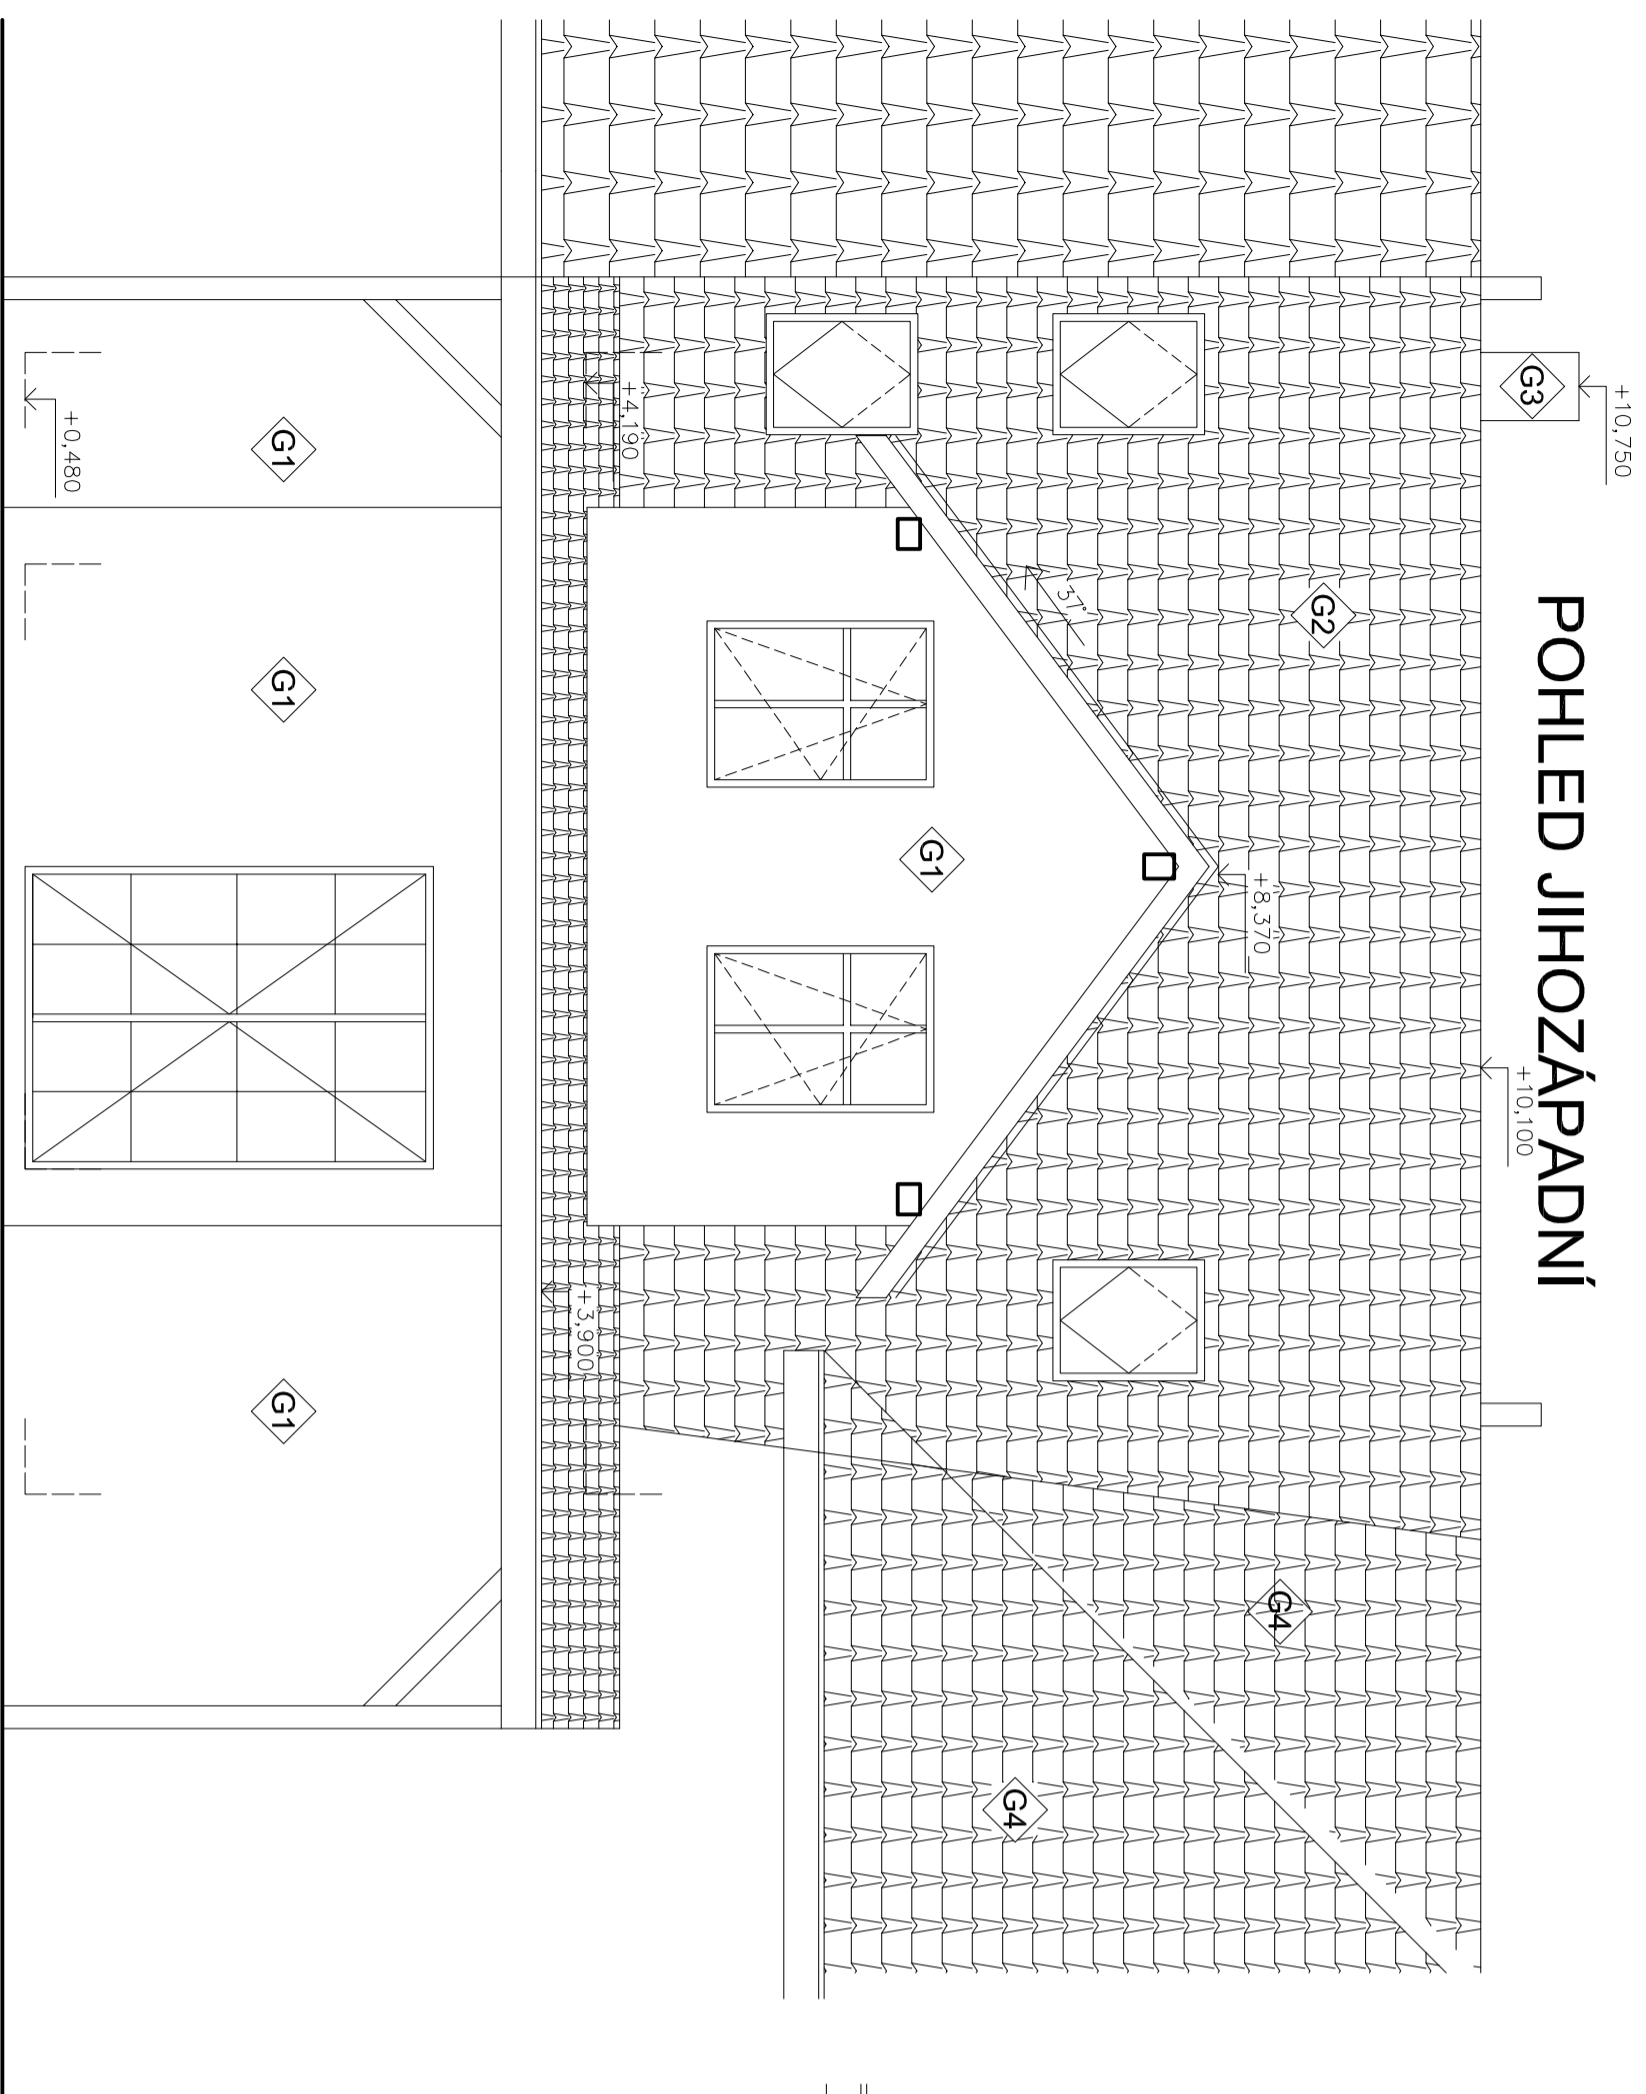 POHLED JIHOZÁPADNÍ
+10,750
G3
+10,100
G2
+8,370
37°
G4
G1
G4
+4,190
+3,900
G1
G1
G1
+0,480